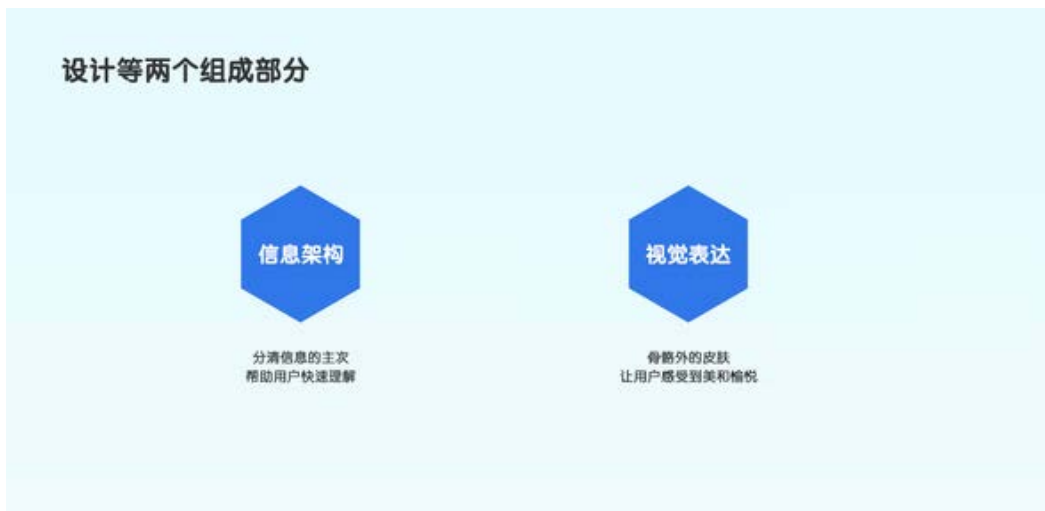 设计等两个组成部分
信息架构
视觉表达
分清信息的主次
帮助用户快速理解
骨骼外的皮肤
让用户感受到美和愉悦